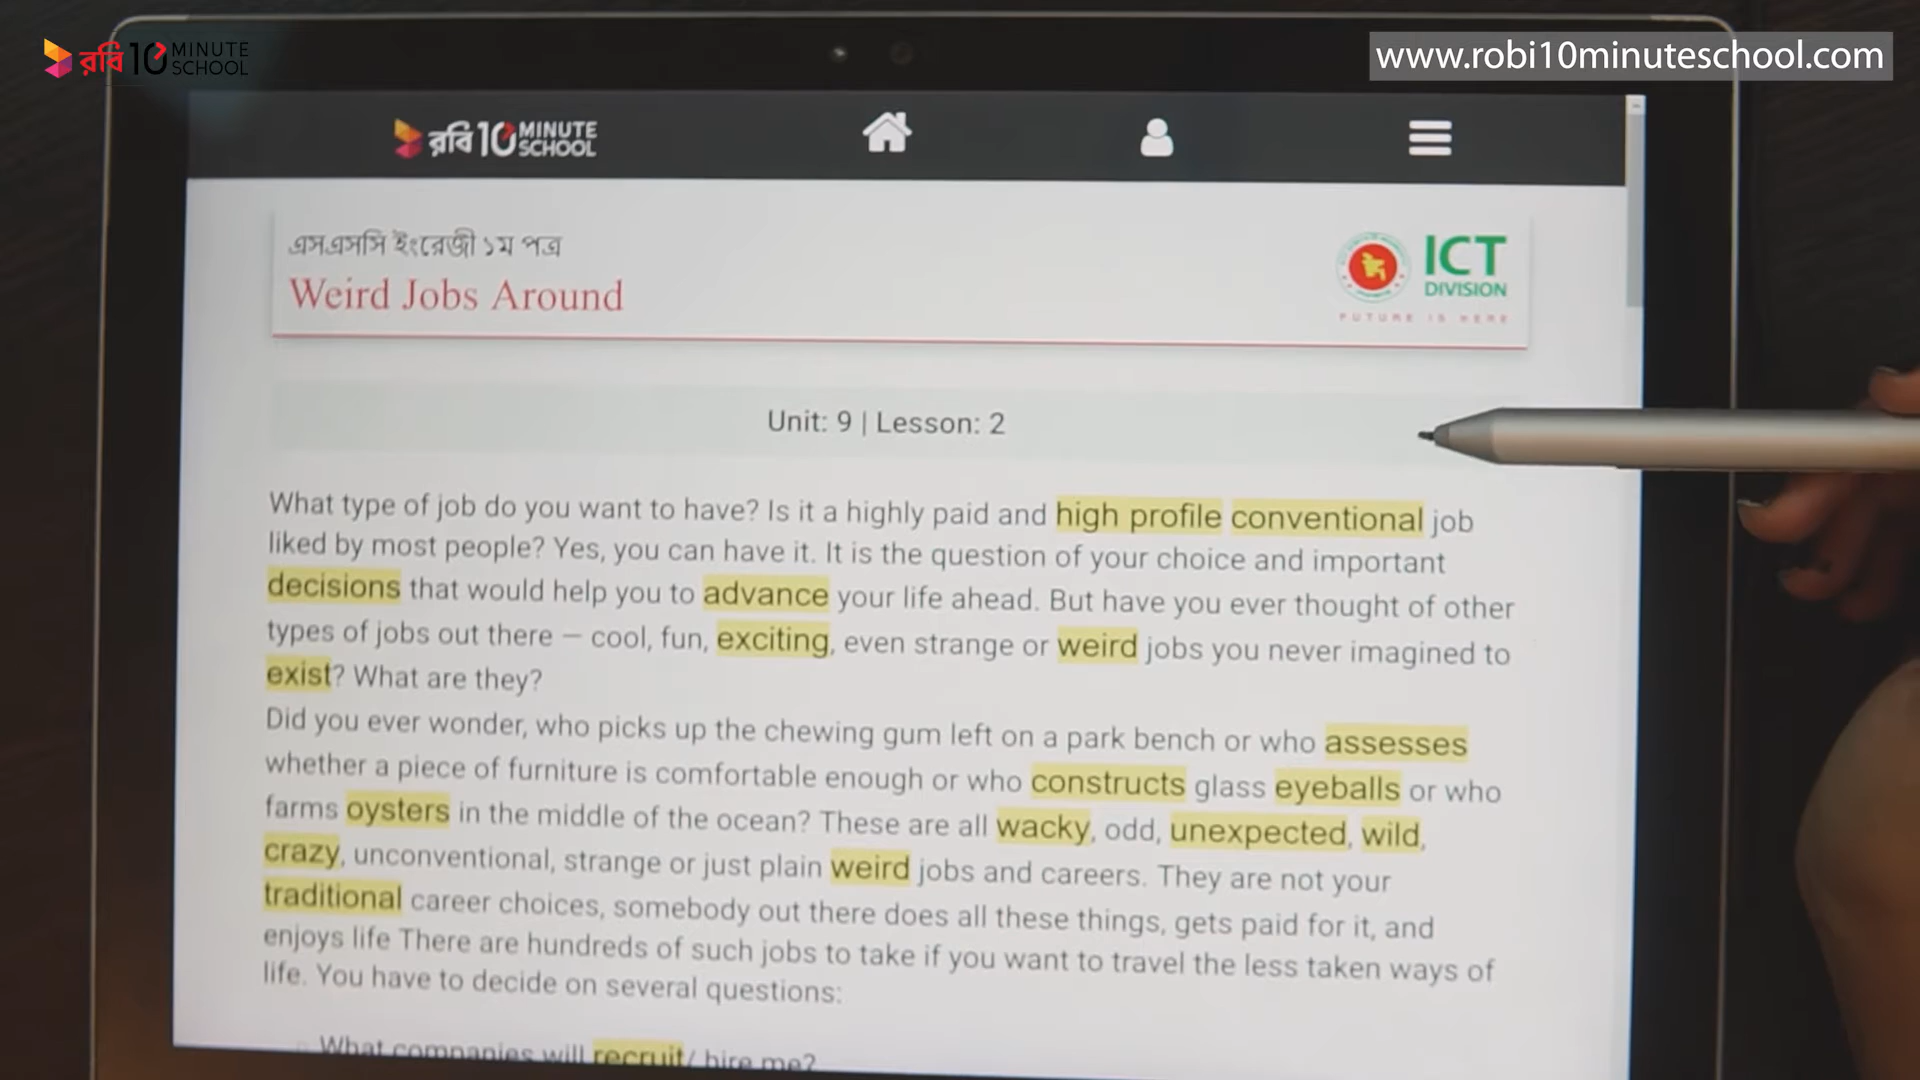 রবি 10 MINUTE SCHOOL
www.robi10minuteschool.com
রবি 10 MINUTE SCHOOL
এসএসসি ইংরেজী ১ম পত্র
Weird Jobs Around
ICT
DIVISION
FUTURE IS HERE
Unit: 9 | Lesson: 2
What type of job do you want to have? Is it a highly paid and high profile conventional job
liked by most people? Yes, you can have it. It is the question of your choice and important
decisions that would help you to advance your life ahead. But have you ever thought of other
types of jobs out there – cool, fun, exciting, even strange or weird jobs you never imagined to
exist? What are they?
Did you ever wonder, who picks up the chewing gum left on a park bench or who assesses
whether a piece of furniture is comfortable enough or who constructs glass eyeballs or who
farms oysters in the middle of the ocean? These are all wacky, odd, unexpected, wild,
crazy, unconventional, strange or just plain weird jobs and careers. They are not your
traditional career choices, somebody out there does all these things, gets paid for it, and
enjoys life There are hundreds of such jobs to take if you want to travel the less taken ways of
life. You have to decide on several questions:
What companies will recruit/ hire me?